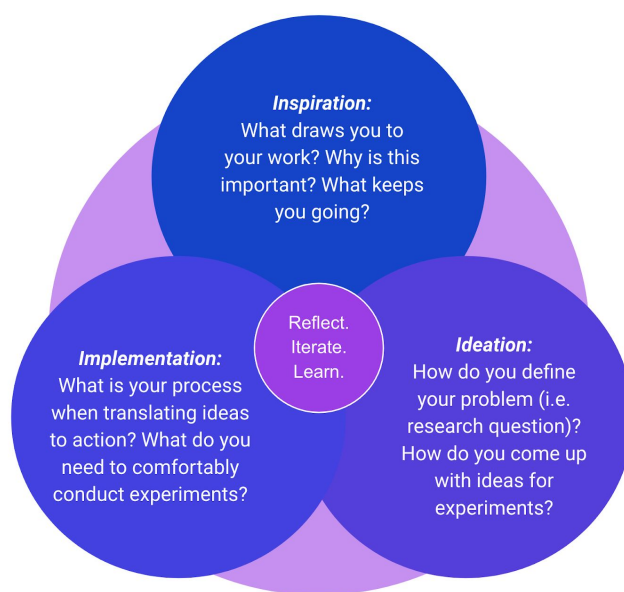 Inspiration:
What draws you to
your work? Why is this
important? What keeps
you going?
Reflect.
Iterate.
Learn.
Implementation:
What is your process
when translating ideas
to action? What do you
need to comfortably
conduct experiments?
Ideation:
How do you define
your problem (i.e.
research question)?
How do you come up
with ideas for
experiments?